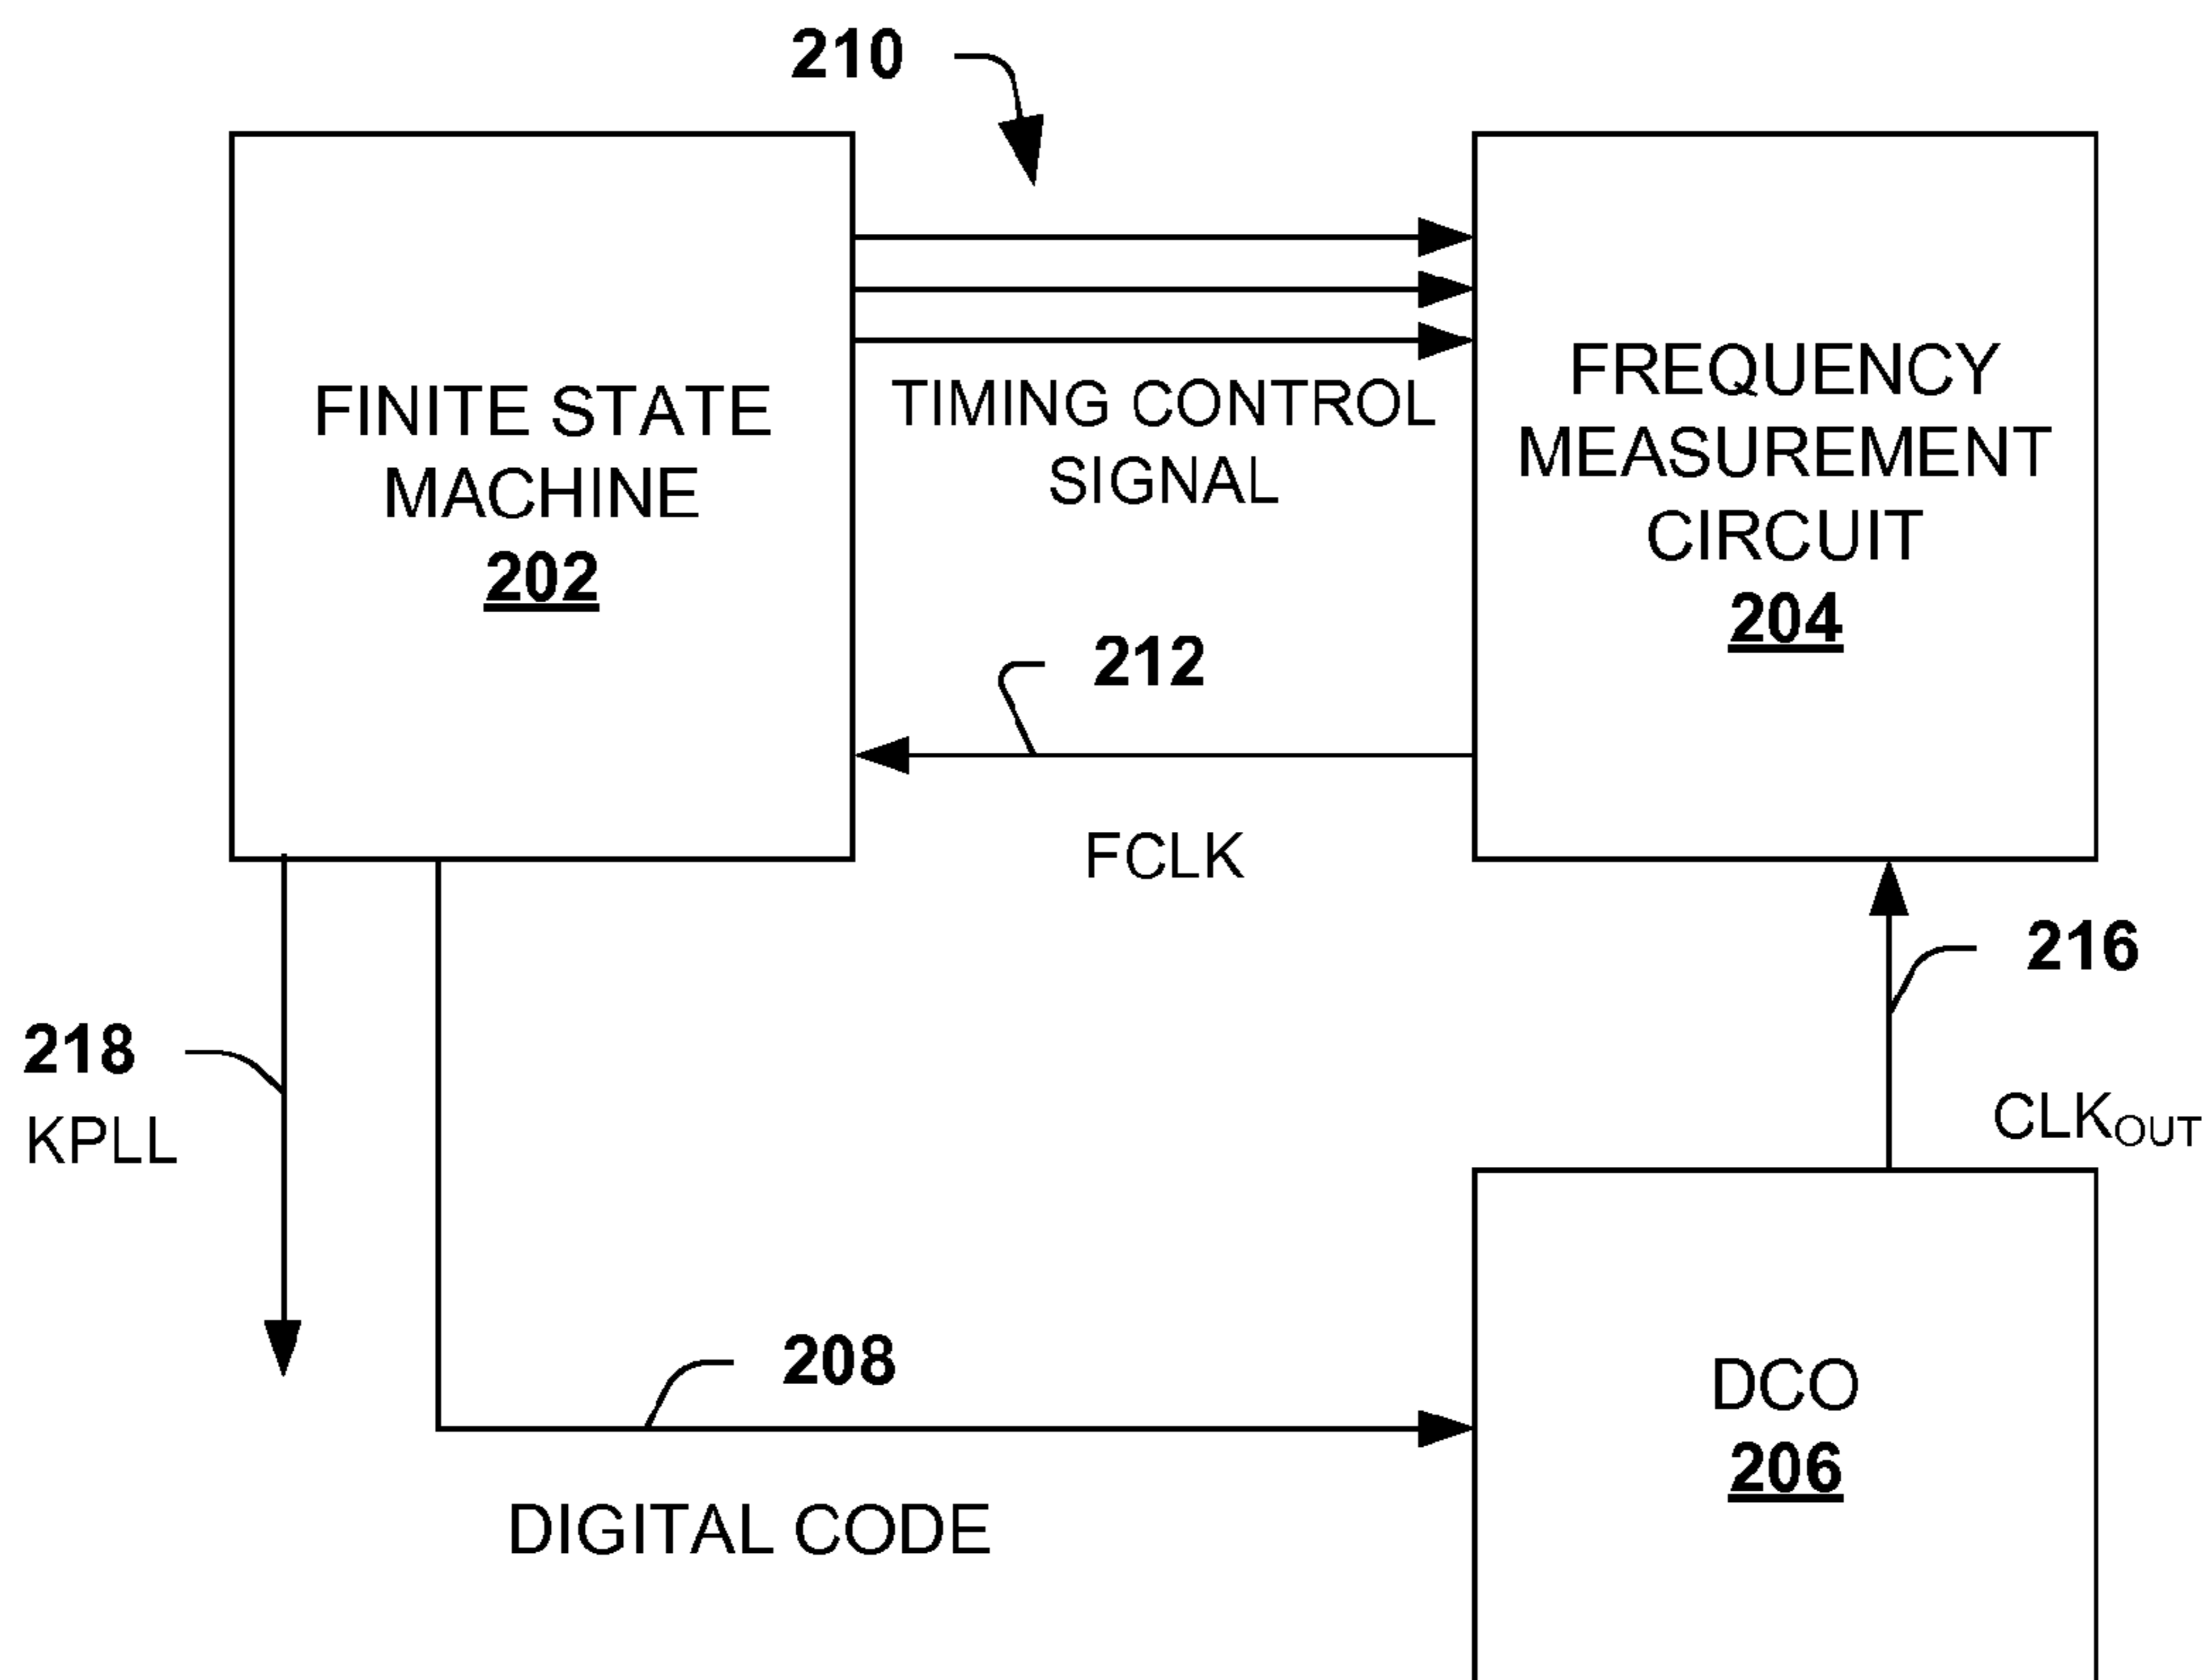 210
FINITE STATE
MACHINE
202
TIMING CONTROL
SIGNAL
FREQUENCY
MEASUREMENT
CIRCUIT
204
212
FCLK
216
CLKOUT
218
KPLL
208
DIGITAL CODE
DCO
206